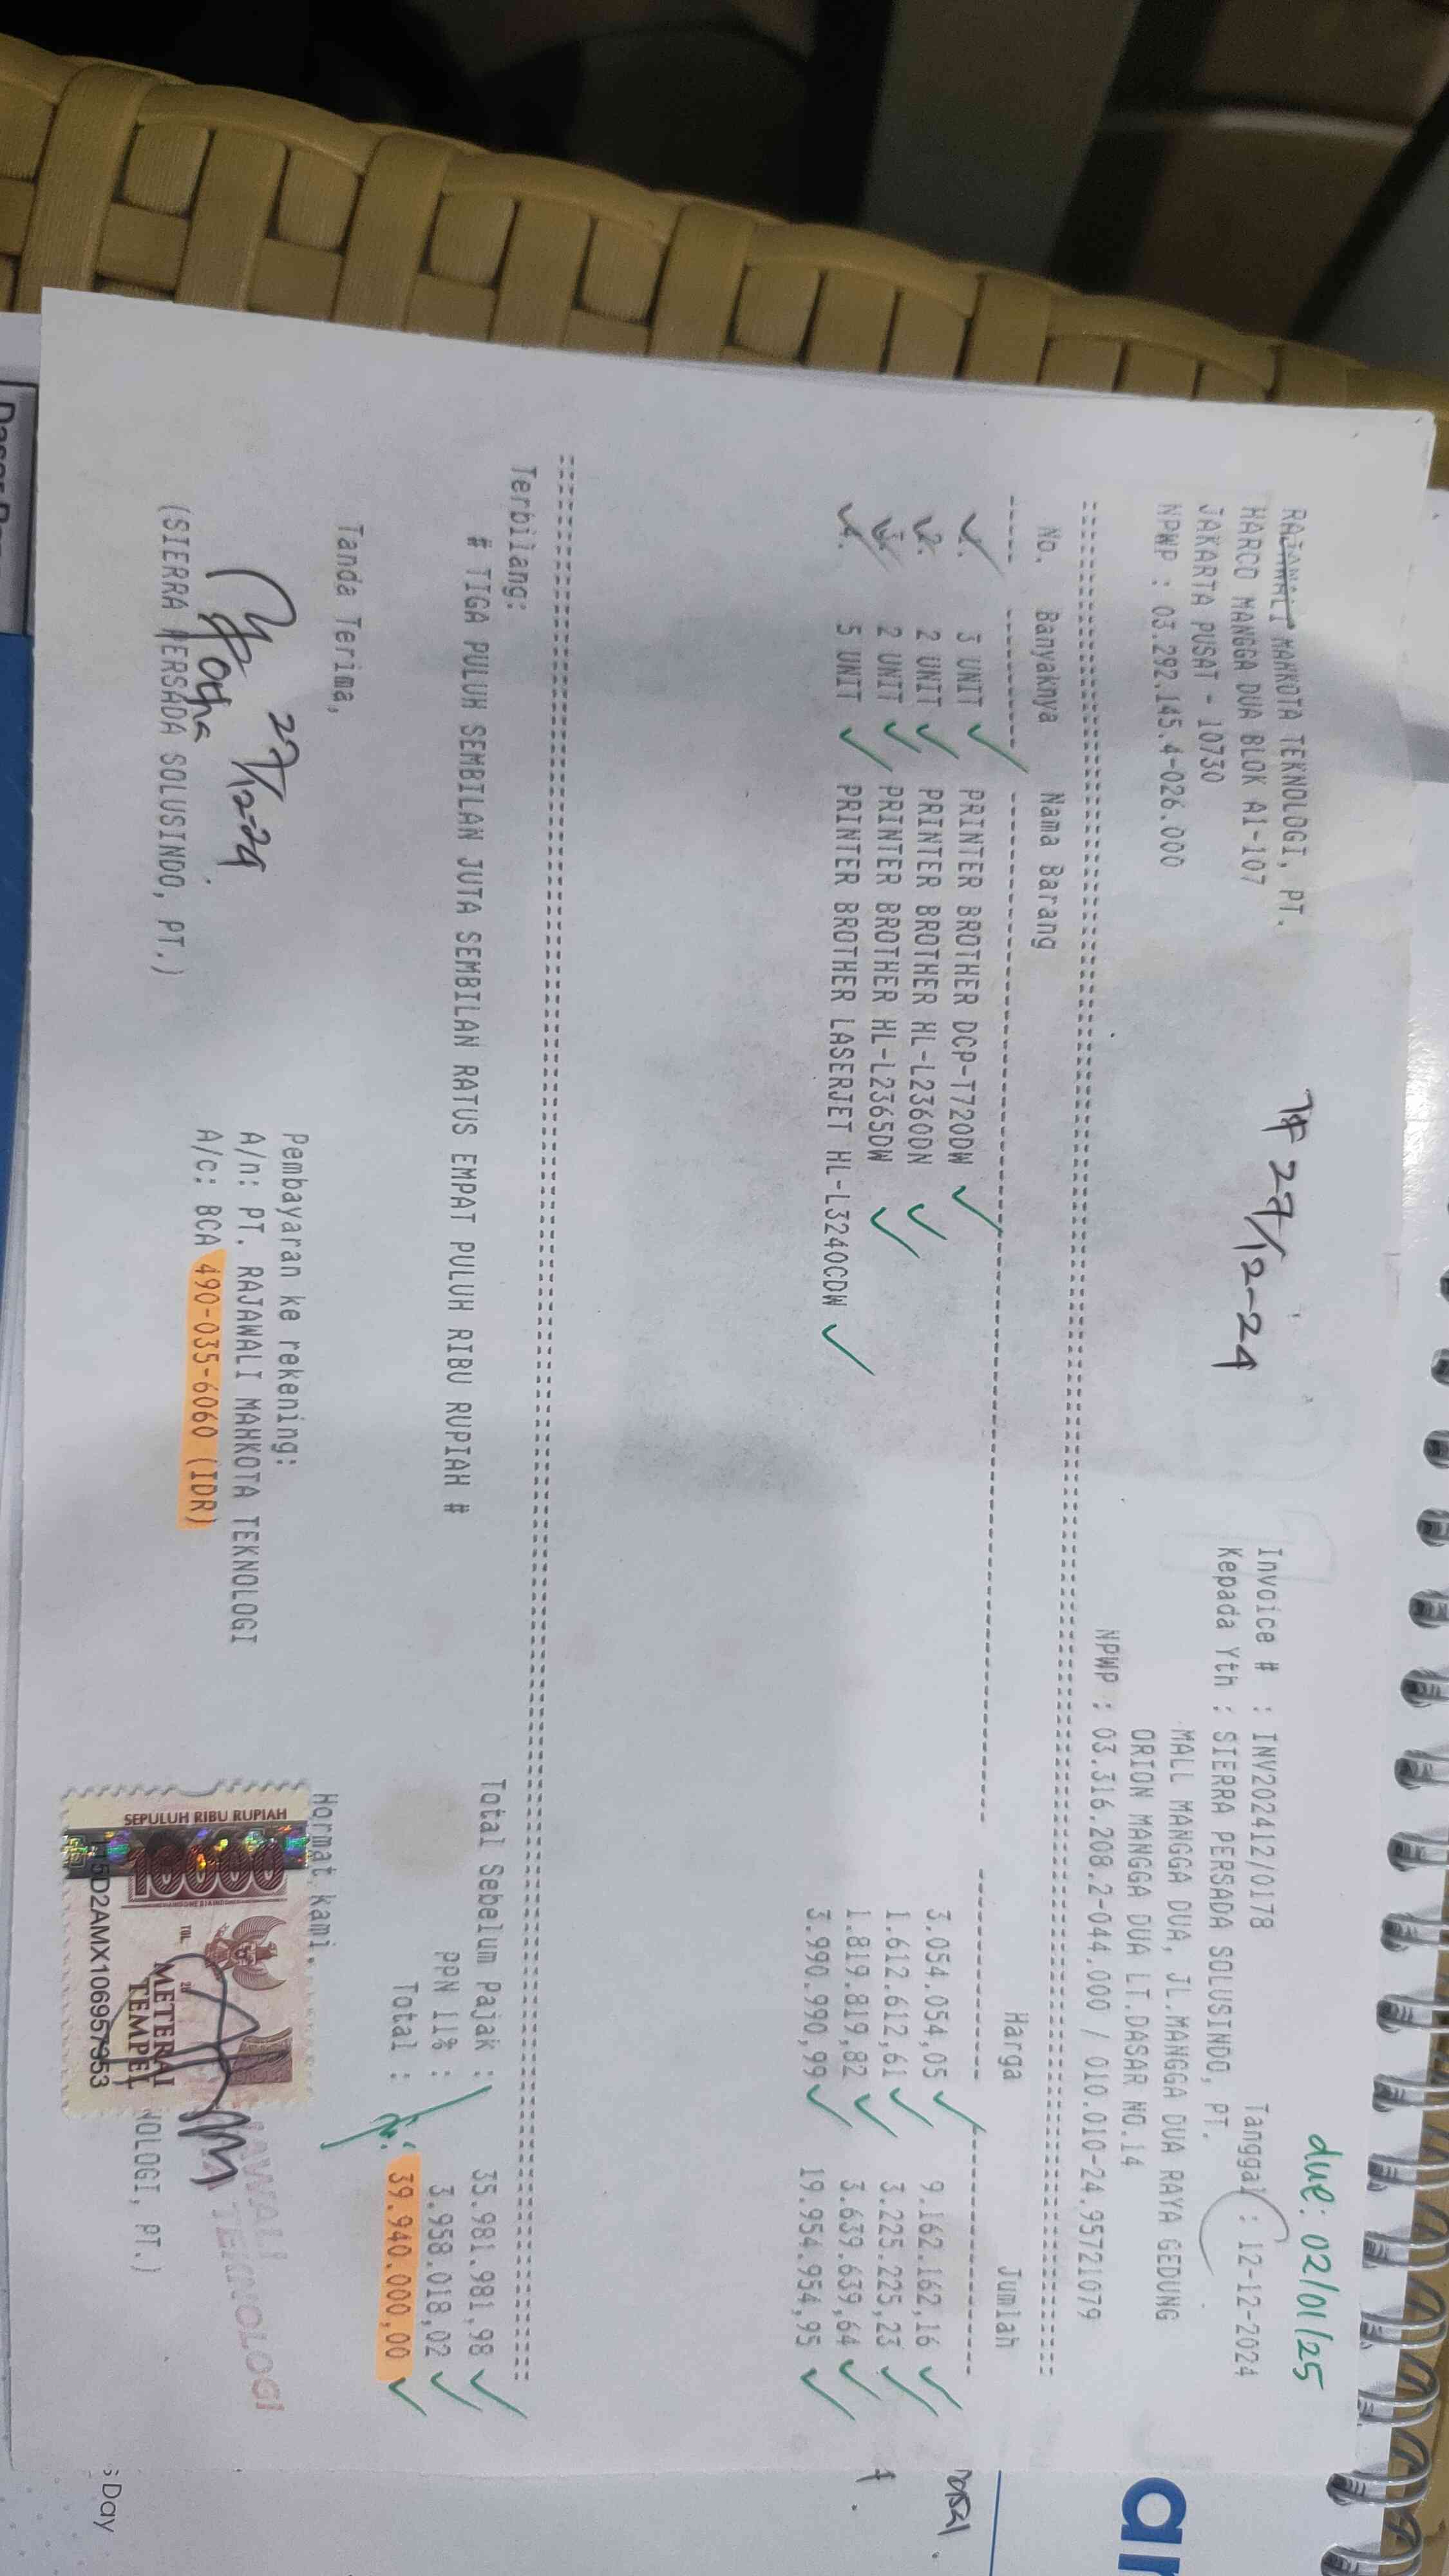 due: 02/01/25
TF 27/12-24
RAJAWALI MAHKOTA TEKNOLOGI, PT.
HARCO MANGGA DUA BLOK A1-107
JAKARTA PUSAT - 10730
NPWP : 03.292.145.4-026.000
Invoice # : INV202412/0178 Tanggal : 12-12-2024
Kepada Yth : SIERRA PERSADA SOLUSINDO, PT.
MALL MANGGA DUA, JL.MANGGA DUA RAYA GEDUNG
ORION MANGGA DUA LT.DASAR NO.14
NPWP : 03.316.208.2-044.000 / 010.010-24.95721079
No. Banyaknya Nama Barang Harga Jumlah
1. 3 UNIT PRINTER BROTHER DCP-T720DW 3.054.054,05 9.162.162,16
2. 2 UNIT PRINTER BROTHER HL-L2360DN 1.612.612,61 3.225.225,23
3. 2 UNIT PRINTER BROTHER HL-L2365DW 1.819.819,82 3.639.639,64
4. 5 UNIT PRINTER BROTHER LASERJET HL-L3240CDW 3.990.990,99 19.954.954,95
Terbilang:
# TIGA PULUH SEMBILAN JUTA SEMBILAN RATUS EMPAT PULUH RIBU RUPIAH #
Total Sebelum Pajak : 35.981.981,98
PPN 11% : 3.958.018,02
Total : 39.940.000,00
Tanda Terima,
27/12-24
(SIERRA PERSADA SOLUSINDO, PT.)
Pembayaran ke rekening:
A/n: PT. RAJAWALI MAHKOTA TEKNOLOGI
A/c: BCA 490-035-6060 (IDR)
Hormat kami,
SEPULUH RIBU RUPIAH
10000
TGL. 20
METERAI
TEMPEL
5D2AMX106957953
AWALI
TEKNOLOGI
NOLOGI, PT.)
ar
s Day